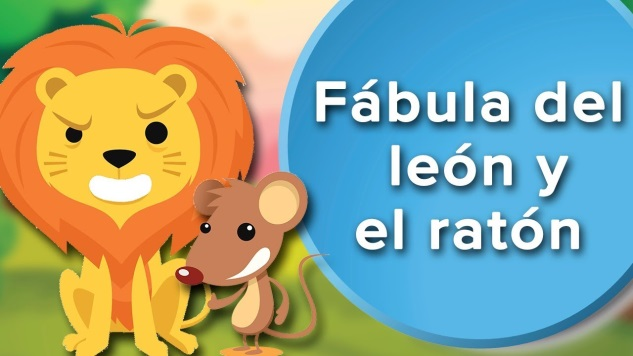 Fábula del
león y
el ratón